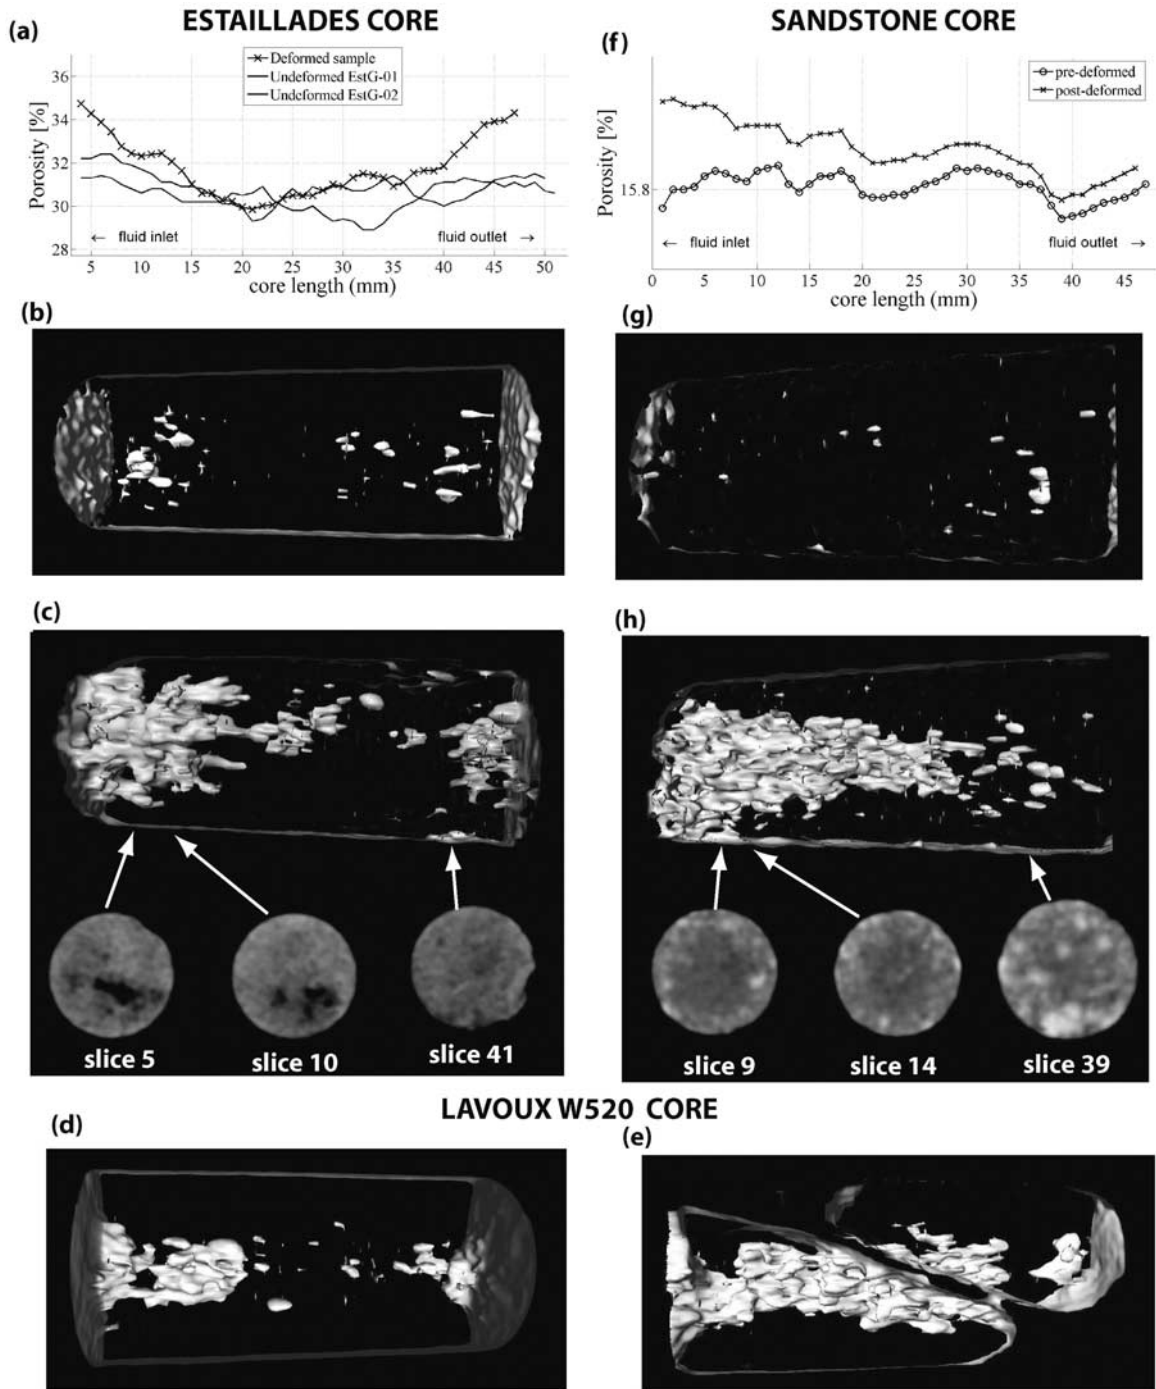 ESTAILLADES CORE
SANDSTONE CORE
(a)
36
34
32
31
30
28
Porosity [%]
Deformed sample
Undeformed EstG-01
Undeformed EstG-02
← fluid inlet
fluid outlet →
5 10 15 20 25 30 35 40 45 50
core length (mm)
(f)
Porosity [%]
15.8
pre-deformed
post-deformed
← fluid inlet
fluid outlet →
0 5 10 15 20 25 30 35 40 45
core length (mm)
(b)
(g)
(c)
slice 5
slice 10
slice 41
(h)
slice 9
slice 14
slice 39
LAVOUX W520 CORE
(d)
(e)